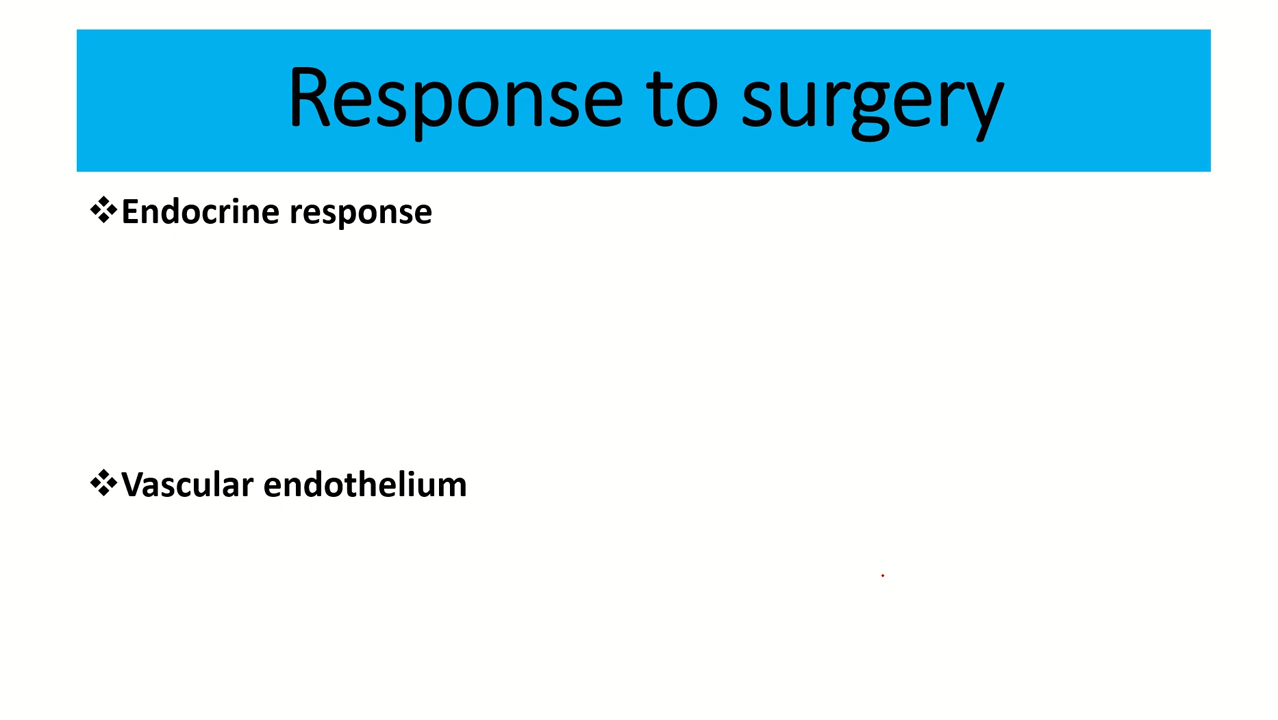 Response to surgery
❖Endocrine response
❖Vascular endothelium